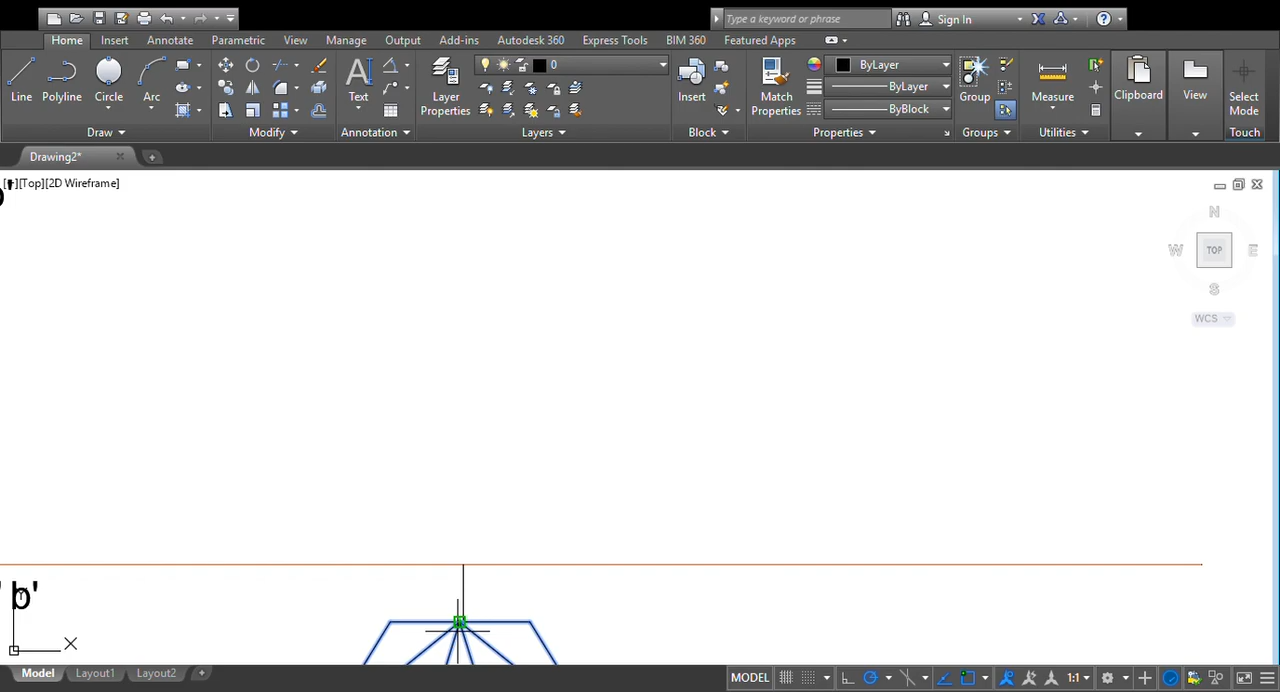 Type a keyword or phrase
Sign In
Home Insert Annotate Parametric View Manage Output Add-ins Autodesk 360 Express Tools BIM 360 Featured Apps
0
ByLayer
ByLayer
ByBlock
Line Polyline Circle Arc
Text
Layer
Properties
Insert
Match
Properties
Group
Measure
Clipboard
View
Select
Mode
Draw Modify Annotation Layers Block Properties Groups Utilities Touch
Drawing2*
[-][Top][2D Wireframe]
N
W TOP E
S
WCS
b'
Y
X
Model Layout1 Layout2
MODEL 1:1